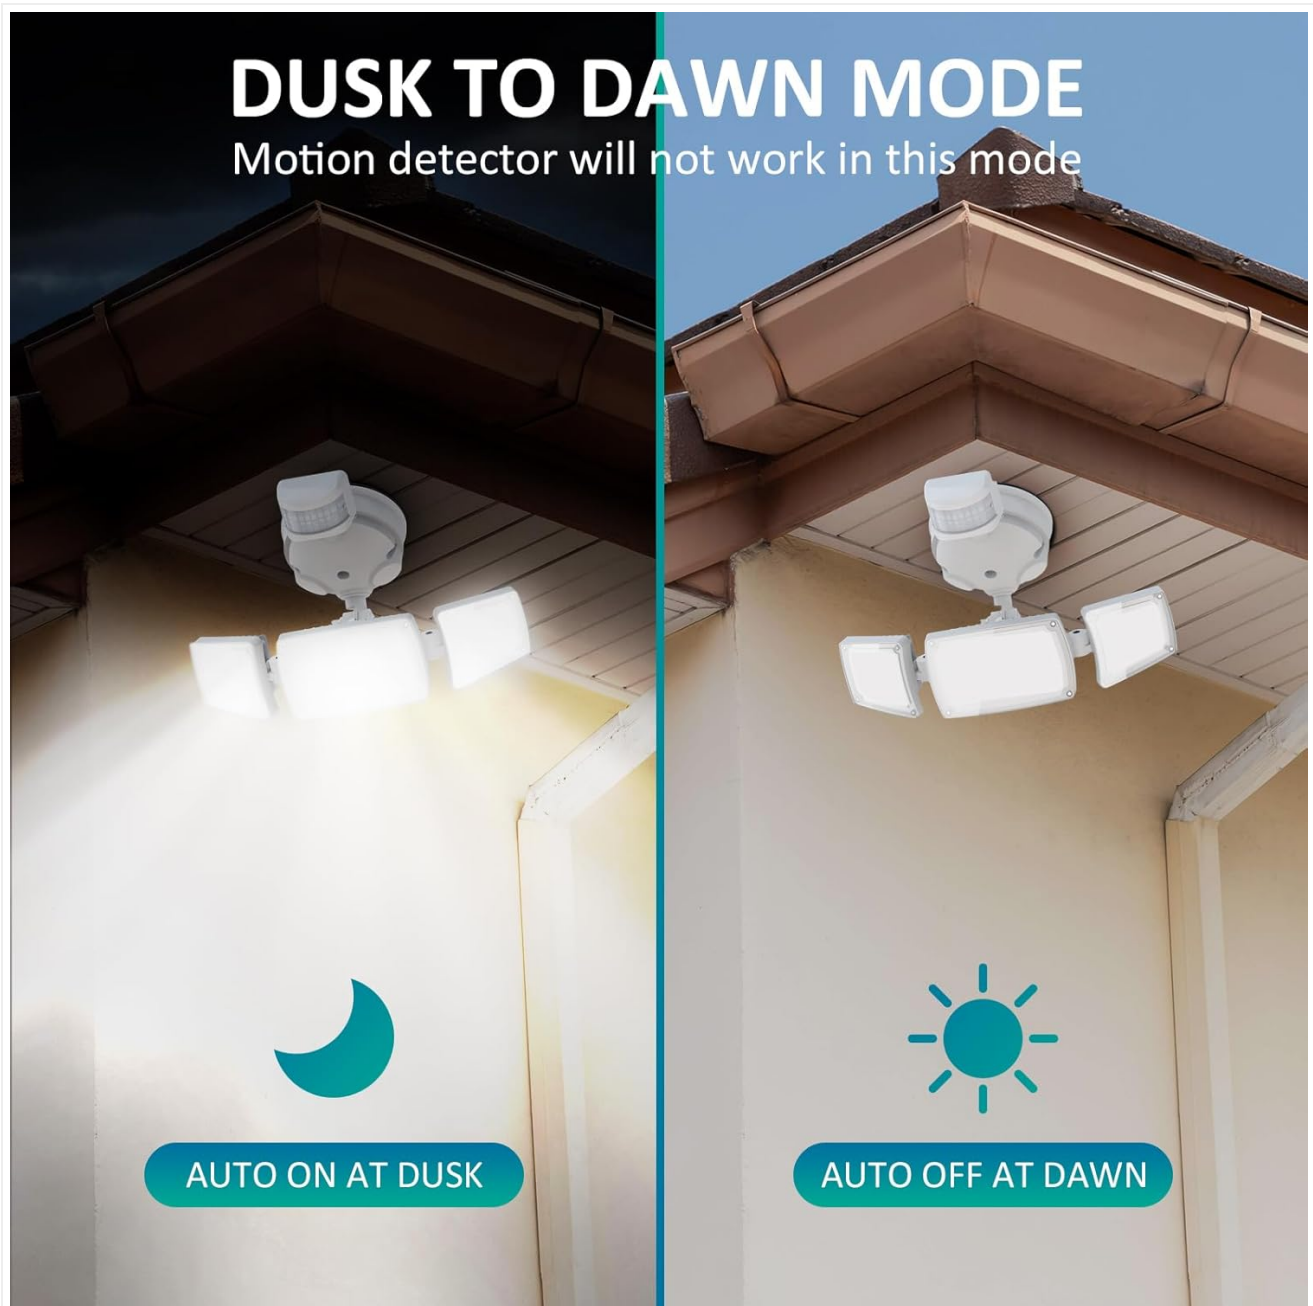 DUSK TO DAWN MODE
Motion detector will not work in this mode
AUTO ON AT DUSK
AUTO OFF AT DAWN